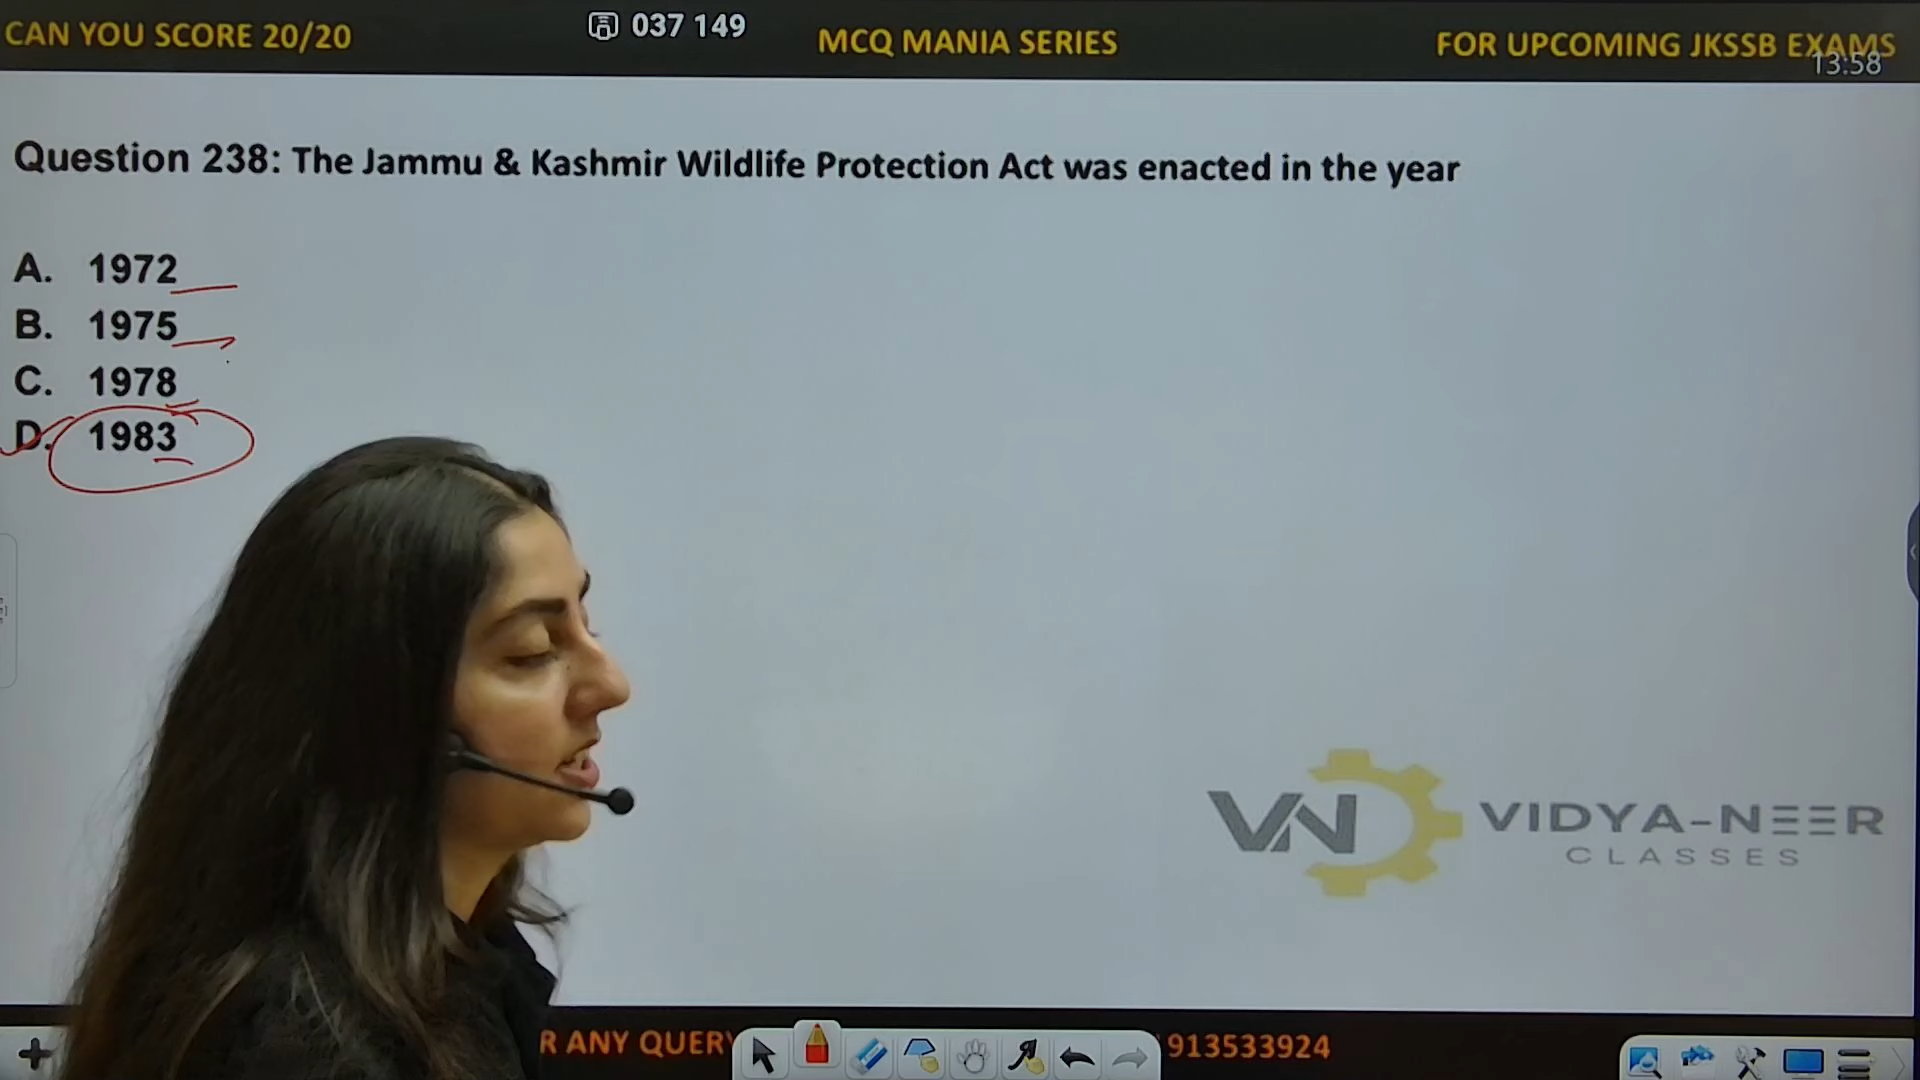 CAN YOU SCORE 20/20
037 149
MCQ MANIA SERIES
FOR UPCOMING JKSSB EXAMS
13:58
Question 238: The Jammu & Kashmir Wildlife Protection Act was enacted in the year
A. 1972
B. 1975
C. 1978
D. 1983
VN
VIDYA-NEER
CLASSES
R ANY QUERY
913533924